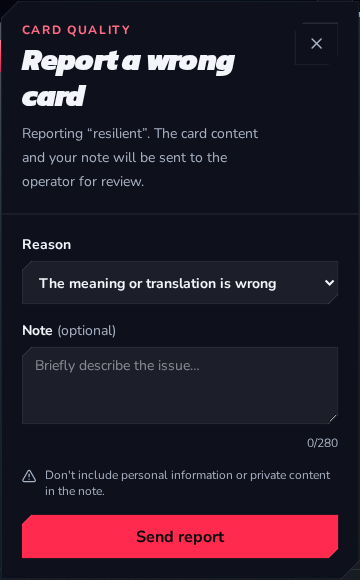 CARD QUALITY
Report a wrong
card
Reporting “resilient”. The card content
and your note will be sent to the
operator for review.
Reason
The meaning or translation is wrong
Note (optional)
Briefly describe the issue...
0/280
Don't include personal information or private content
in the note.
Send report